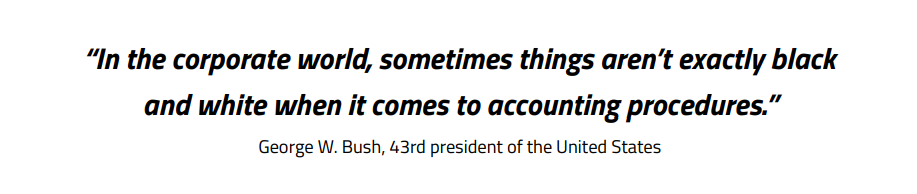 “In the corporate world, sometimes things aren’t exactly black
and white when it comes to accounting procedures.”
George W. Bush, 43rd president of the United States